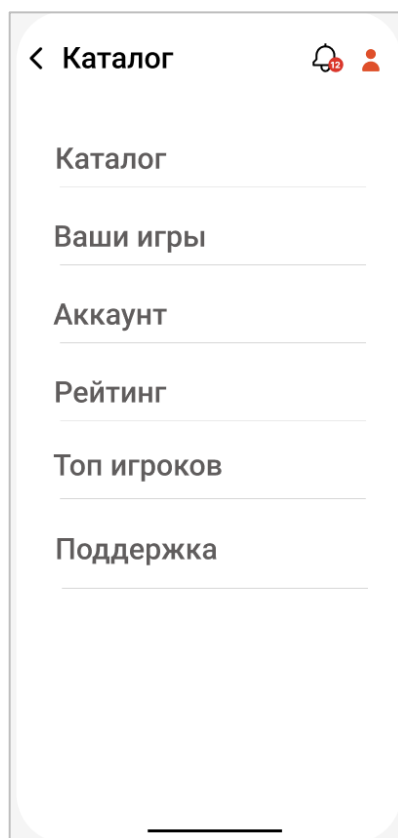 Каталог
12
Каталог
Ваши игры
Аккаунт
Рейтинг
Топ игроков
Поддержка